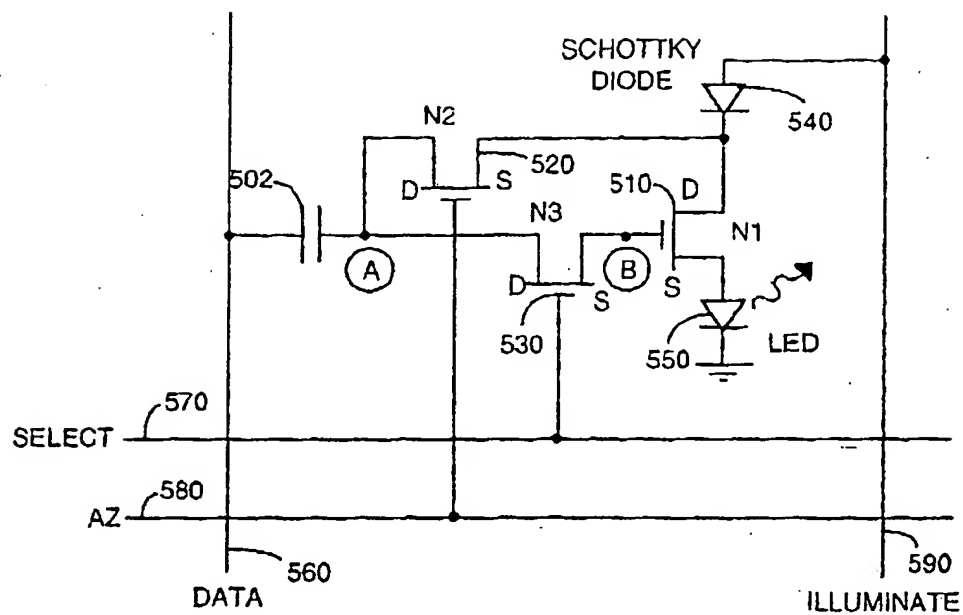 SCHOTTKY
DIODE
540
N2
520
502
D
S
510
D
N3
N1
A
B
D
S
S
530
550
LED
570
SELECT
580
AZ
560
590
DATA
ILLUMINATE